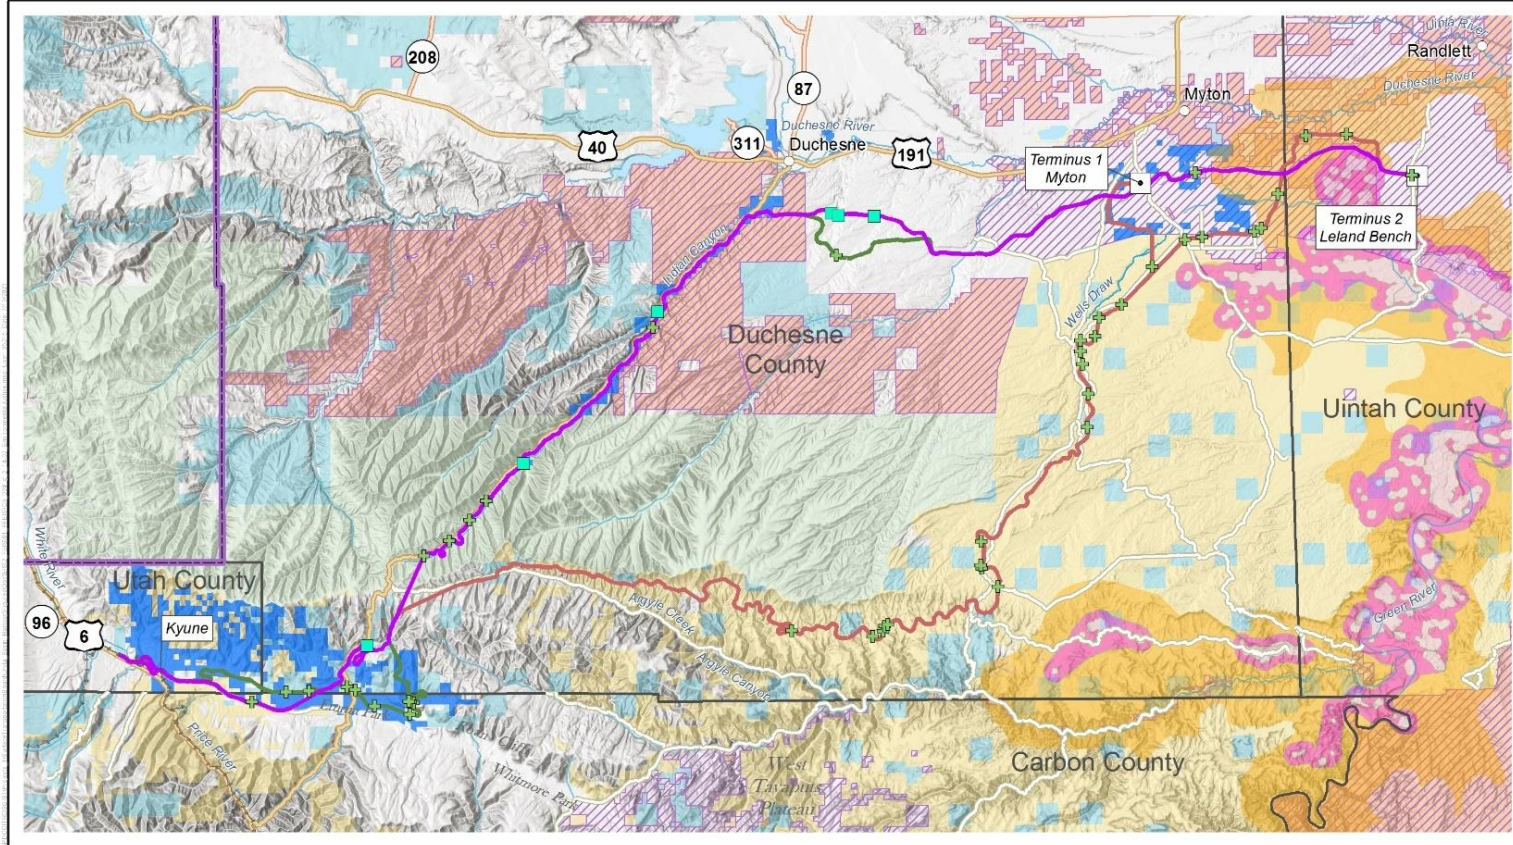 Uinta River
Randlett
208
87
Duchesne River
Myton
Duchesne River
311
Duchesne
40
191
Terminus 1
Myton
Terminus 2
Leland Bench
Indian Canyon
Wells Draw
Duchesne
County
Uintah County
White River
Utah County
Argyle Creek
Green River
96
6
Kyune
Argyle Canyon
Price River
Whitmore Park
West
Tavaputs
Plateau
Carbon County